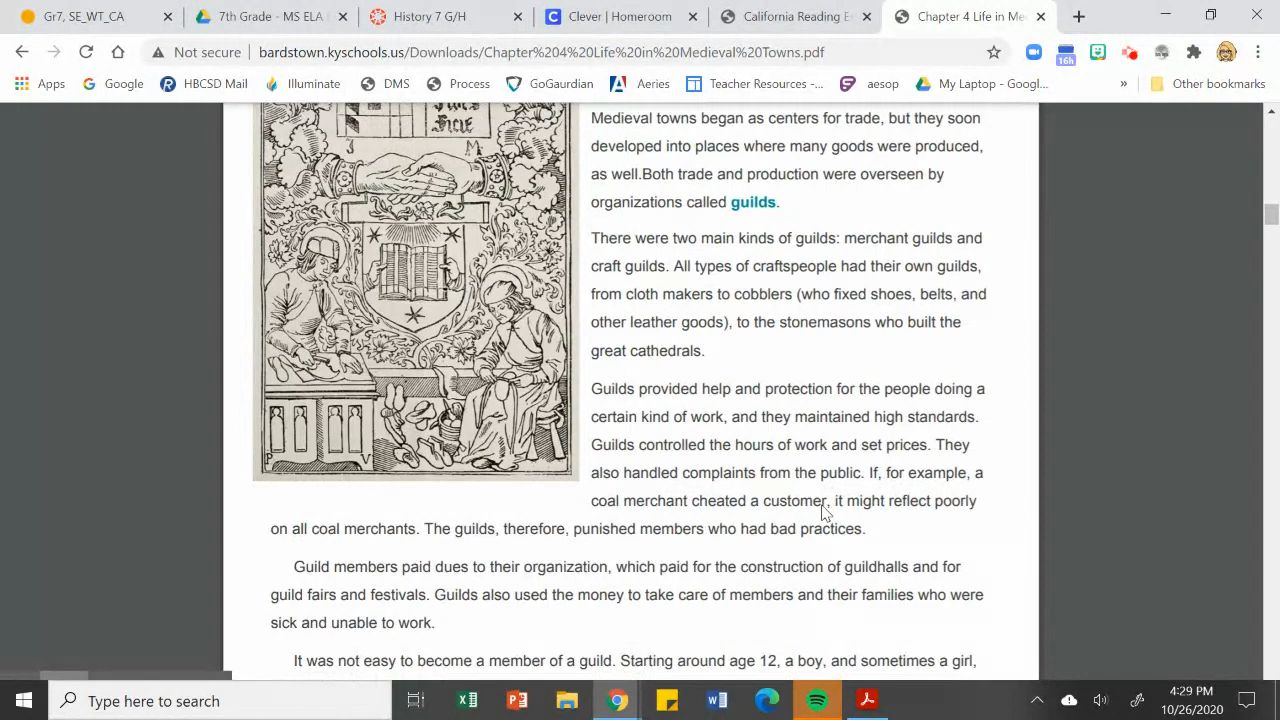 Gr7, SE_WT_CA
7th Grade - MS ELA
History 7 G/H
Clever | Homeroom
California Reading E
Chapter 4 Life in Me
Not secure
bardstown.kyschools.us/Downloads/Chapter%204%20Life%20in%20Medieval%20Towns.pdf
16h
Apps
Google
HBCSD Mail
Illuminate
DMS
Process
GoGaurdian
Aeries
Teacher Resources -...
aesop
My Laptop - Googl...
»
Other bookmarks
Medieval towns began as centers for trade, but they soon
developed into places where many goods were produced,
as well.Both trade and production were overseen by
organizations called guilds.
There were two main kinds of guilds: merchant guilds and
craft guilds. All types of craftspeople had their own guilds,
from cloth makers to cobblers (who fixed shoes, belts, and
other leather goods), to the stonemasons who built the
great cathedrals.
Guilds provided help and protection for the people doing a
certain kind of work, and they maintained high standards.
Guilds controlled the hours of work and set prices. They
also handled complaints from the public. If, for example, a
coal merchant cheated a customer, it might reflect poorly
on all coal merchants. The guilds, therefore, punished members who had bad practices.
Guild members paid dues to their organization, which paid for the construction of guildhalls and for
guild fairs and festivals. Guilds also used the money to take care of members and their families who were
sick and unable to work.
It was not easy to become a member of a guild. Starting around age 12, a boy, and sometimes a girl,
Type here to search
4:29 PM
10/26/2020